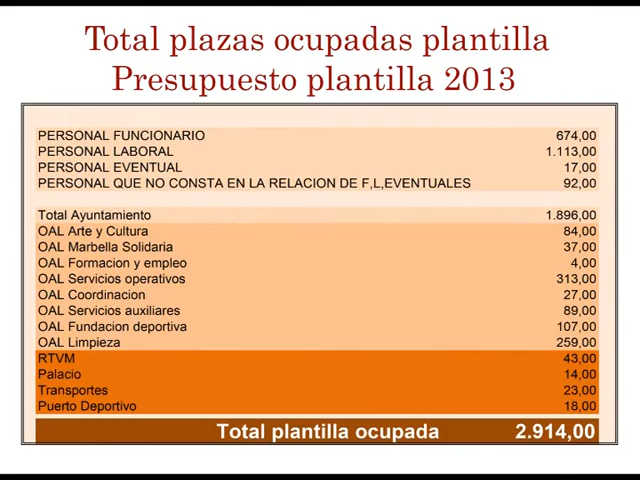 Total plazas ocupadas plantilla
Presupuesto plantilla 2013
PERSONAL FUNCIONARIO 674,00
PERSONAL LABORAL 1.113,00
PERSONAL EVENTUAL 17,00
PERSONAL QUE NO CONSTA EN LA RELACION DE F,L,EVENTUALES 92,00
Total Ayuntamiento 1.896,00
OAL Arte y Cultura 84,00
OAL Marbella Solidaria 37,00
OAL Formacion y empleo 4,00
OAL Servicios operativos 313,00
OAL Coordinacion 27,00
OAL Servicios auxiliares 89,00
OAL Fundacion deportiva 107,00
OAL Limpieza 259,00
RTVM 43,00
Palacio 14,00
Transportes 23,00
Puerto Deportivo 18,00
Total plantilla ocupada 2.914,00